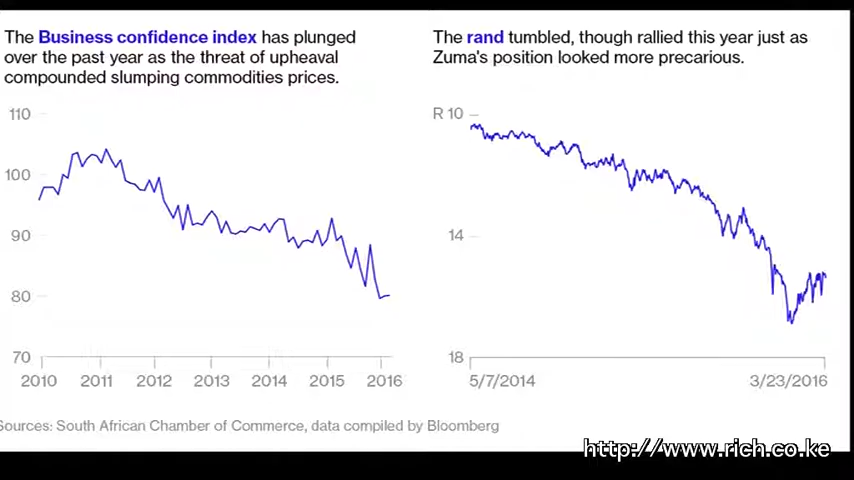 The Business confidence index has plunged
over the past year as the threat of upheaval
compounded slumping commodities prices.
110
100
90
80
70
2010 2011 2012 2013 2014 2015 2016
The rand tumbled, though rallied this year just as
Zuma's position looked more precarious.
R 10
14
18
5/7/2014 3/23/2016
Sources: South African Chamber of Commerce, data compiled by Bloomberg
http://www.rich.co.ke